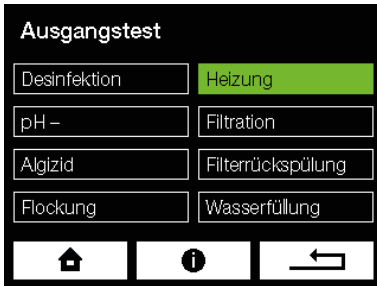 Ausgangstest
Desinfektion
Heizung
pH –
Filtration
Algizid
Filterrückspülung
Flockung
Wasserfüllung